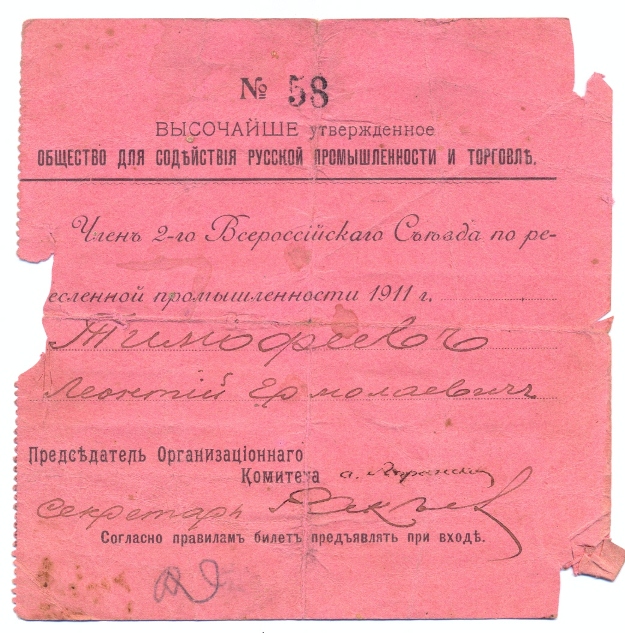 № 58
ВЫСОЧАЙШЕ утвержденное
ОБЩЕСТВО ДЛЯ СОДѢЙСТВІЯ РУССКОЙ ПРОМЫШЛЕННОСТИ И ТОРГОВЛѢ.
Членъ 2-го Всероссійскаго Съѣзда по ре-
есленной промышленности 1911 г.
Тимофеевъ
Леонтій Ермолаевичъ
Предсѣдатель Организаціоннаго
Комитета а.
Секретарь
Согласно правиламъ билетъ предъявлять при входѣ.